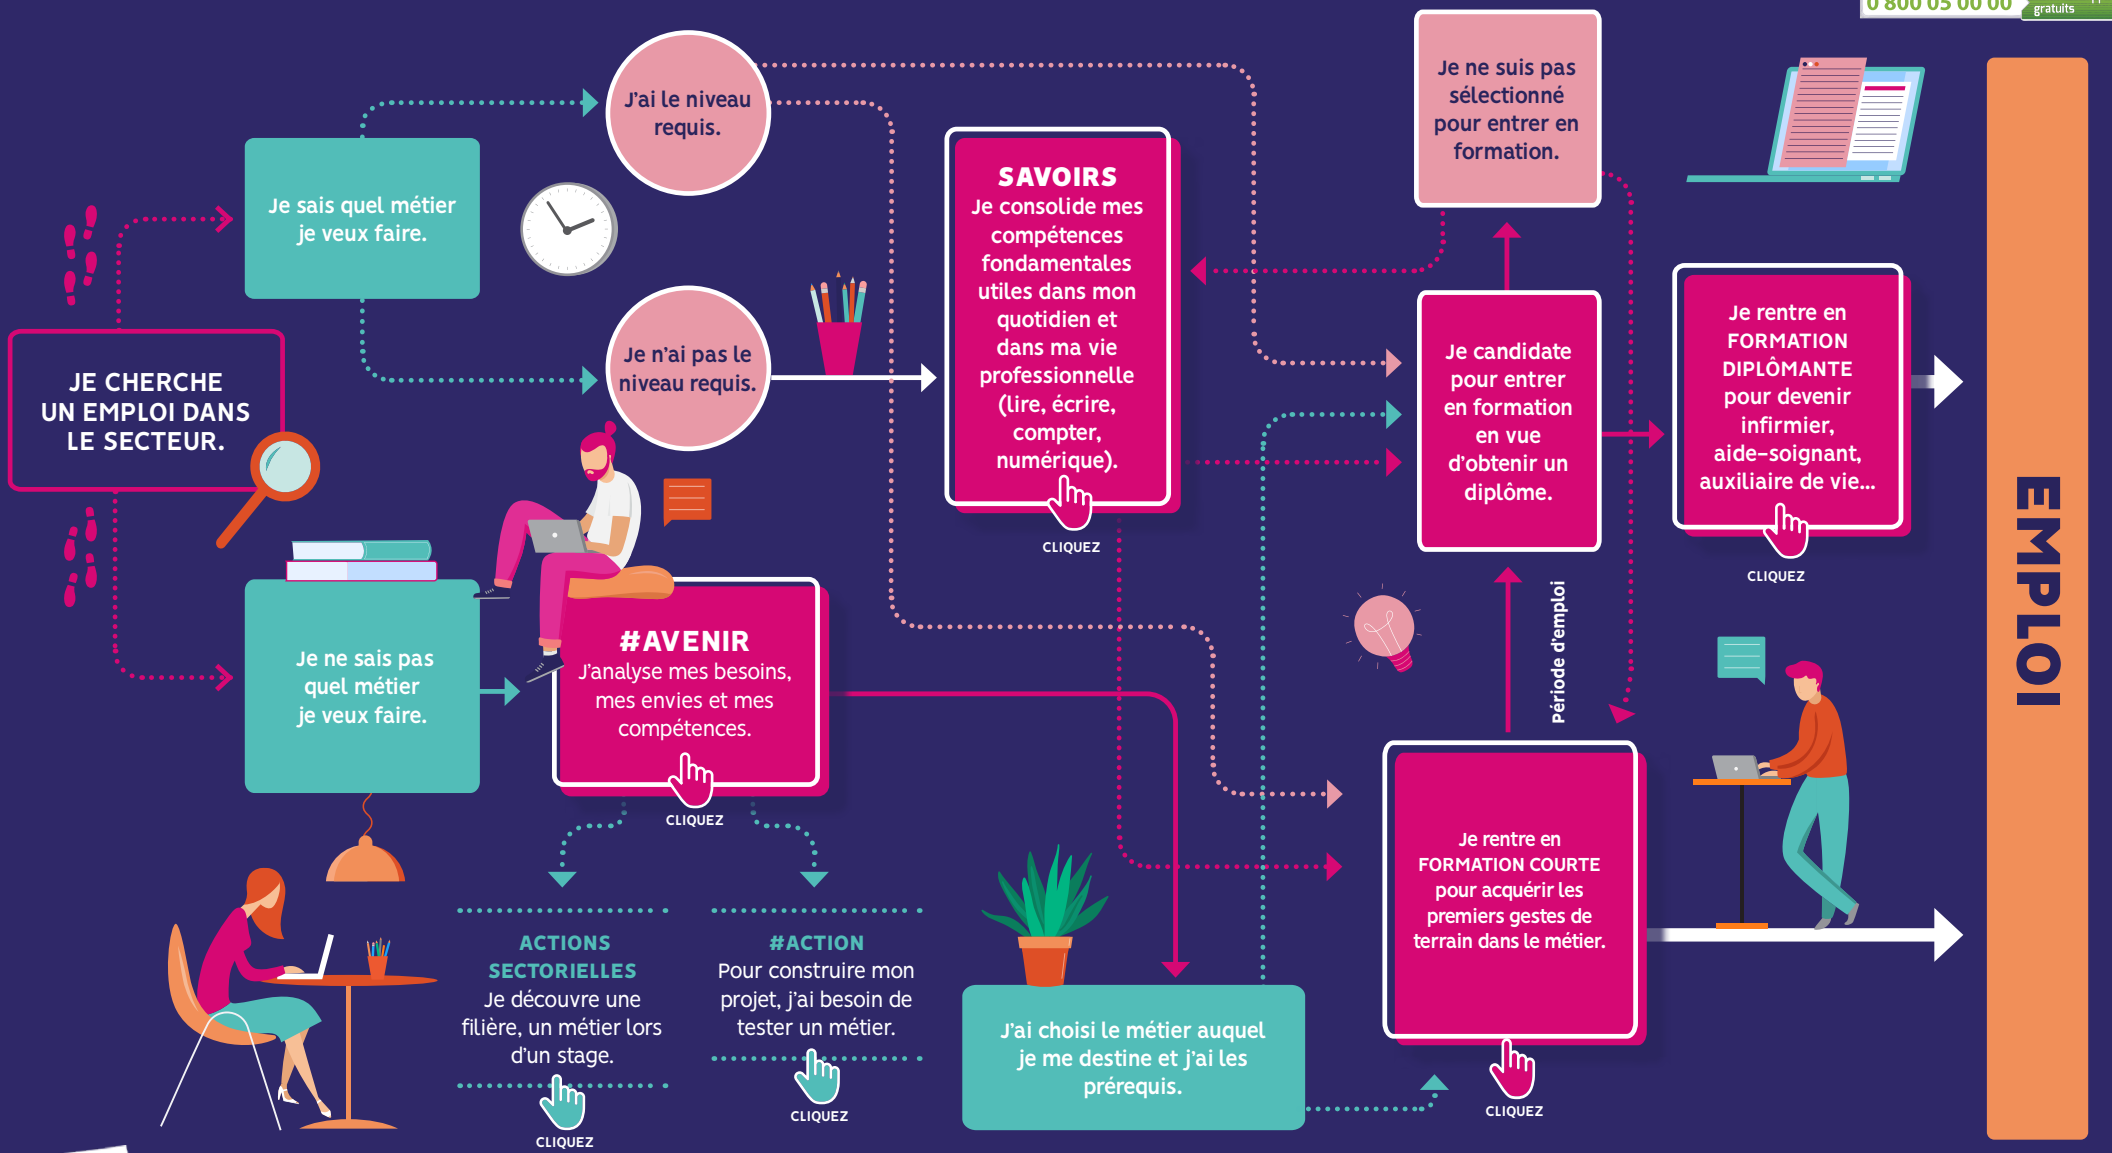 0 800 05 00 00
gratuits
JE CHERCHE
UN EMPLOI DANS
LE SECTEUR.
Je sais quel métier
je veux faire.
J'ai le niveau
requis.
Je n'ai pas le
niveau requis.
SAVOIRS
Je consolide mes
compétences
fondamentales
utiles dans mon
quotidien et
dans ma vie
professionnelle
(lire, écrire,
compter,
numérique).
CLIQUEZ
Je ne suis pas
sélectionné
pour entrer en
formation.
Je candidate
pour entrer
en formation
en vue
d'obtenir un
diplôme.
Je rentre en
FORMATION
DIPLÔMANTE
pour devenir
infirmier,
aide-soignant,
auxiliaire de vie...
CLIQUEZ
EMPLOI
Je ne sais pas
quel métier
je veux faire.
#AVENIR
J'analyse mes besoins,
mes envies et mes
compétences.
CLIQUEZ
Période d'emploi
ACTIONS
SECTORIELLES
Je découvre une
filière, un métier lors
d'un stage.
CLIQUEZ
#ACTION
Pour construire mon
projet, j'ai besoin de
tester un métier.
CLIQUEZ
J'ai choisi le métier auquel
je me destine et j'ai les
prérequis.
Je rentre en
FORMATION COURTE
pour acquérir les
premiers gestes de
terrain dans le métier.
CLIQUEZ